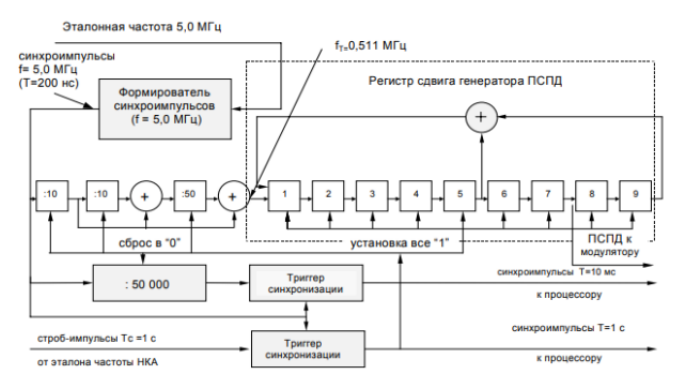 Эталонная частота 5,0 МГц
синхроимпульсы
f= 5,0 МГц
(T=200 нс)
Формирователь
синхроимпульсов
(f = 5,0 МГц)
fT=0,511 МГц
Регистр сдвига генератора ПСПД
+
:10 :10 + :50 + 1 2 3 4 5 6 7 8 9
сброс в "0"
установка все "1"
ПСПД к
модулятору
: 50 000
Триггер
синхронизации
синхроимпульсы T=10 мс
к процессору
строб-импульсы Тс =1 с
от эталона частоты НКА
Триггер
синхронизации
синхроимпульсы T=1 с
к процессору